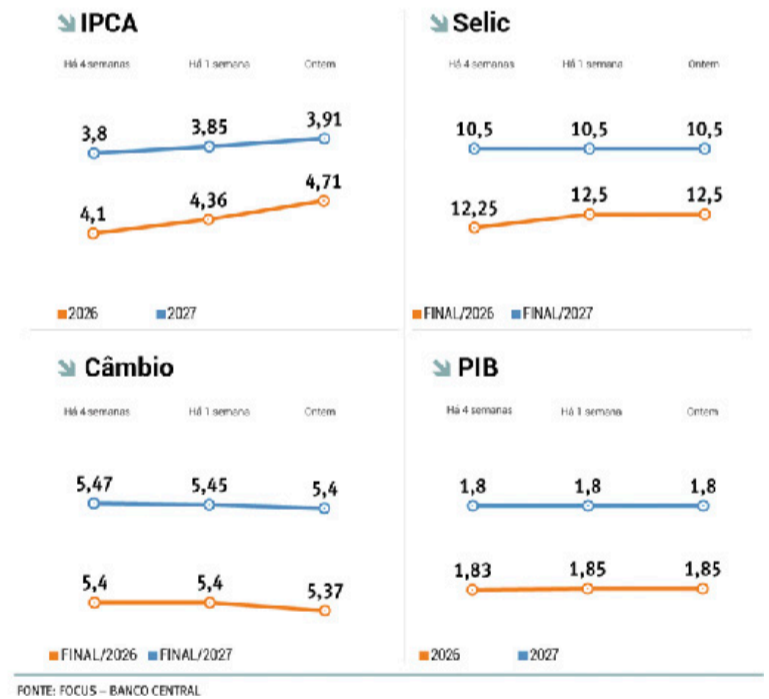 IPCA
Há 4 semanas Há 1 semana Ontem
3,8 3,85 3,91
4,1 4,36 4,71
2026 2027
Selic
Há 4 semanas Há 1 semana Ontem
10,5 10,5 10,5
12,25 12,5 12,5
FINAL/2026 FINAL/2027
Câmbio
Há 4 semanas Há 1 semana Ontem
5,47 5,45 5,4
5,4 5,4 5,37
FINAL/2026 FINAL/2027
PIB
Há 4 semanas Há 1 semana Ontem
1,8 1,8 1,8
1,83 1,85 1,85
2026 2027
FONTE: FOCUS – BANCO CENTRAL